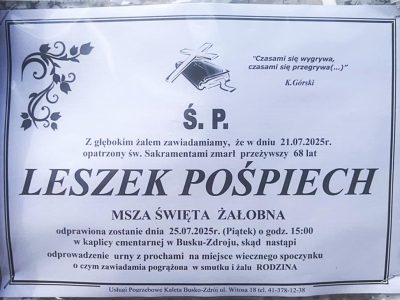 "Czasami się wygrywa,
czasami się przegrywa(...)"
K.Górski
Ś. P.
Z głębokim żalem zawiadamiamy, że w dniu 21.07.2025r.
opatrzony św. Sakramentami zmarł przeżywszy 68 lat
LESZEK POŚPIECH
MSZA ŚWIĘTA ŻAŁOBNA
odprawiona zostanie dnia 25.07.2025r. (Piątek) o godz. 15:00
w kaplicy cmentarnej w Busku-Zdroju, skąd nastąpi
odprowadzenie urny z prochami na miejsce wiecznego spoczynku
o czym zawiadamia pogrążona w smutku i żalu RODZINA
Usługi Pogrzebowe Kaleta Busko-Zdrój ul. Witosa 18 tel. 41-378-12-38